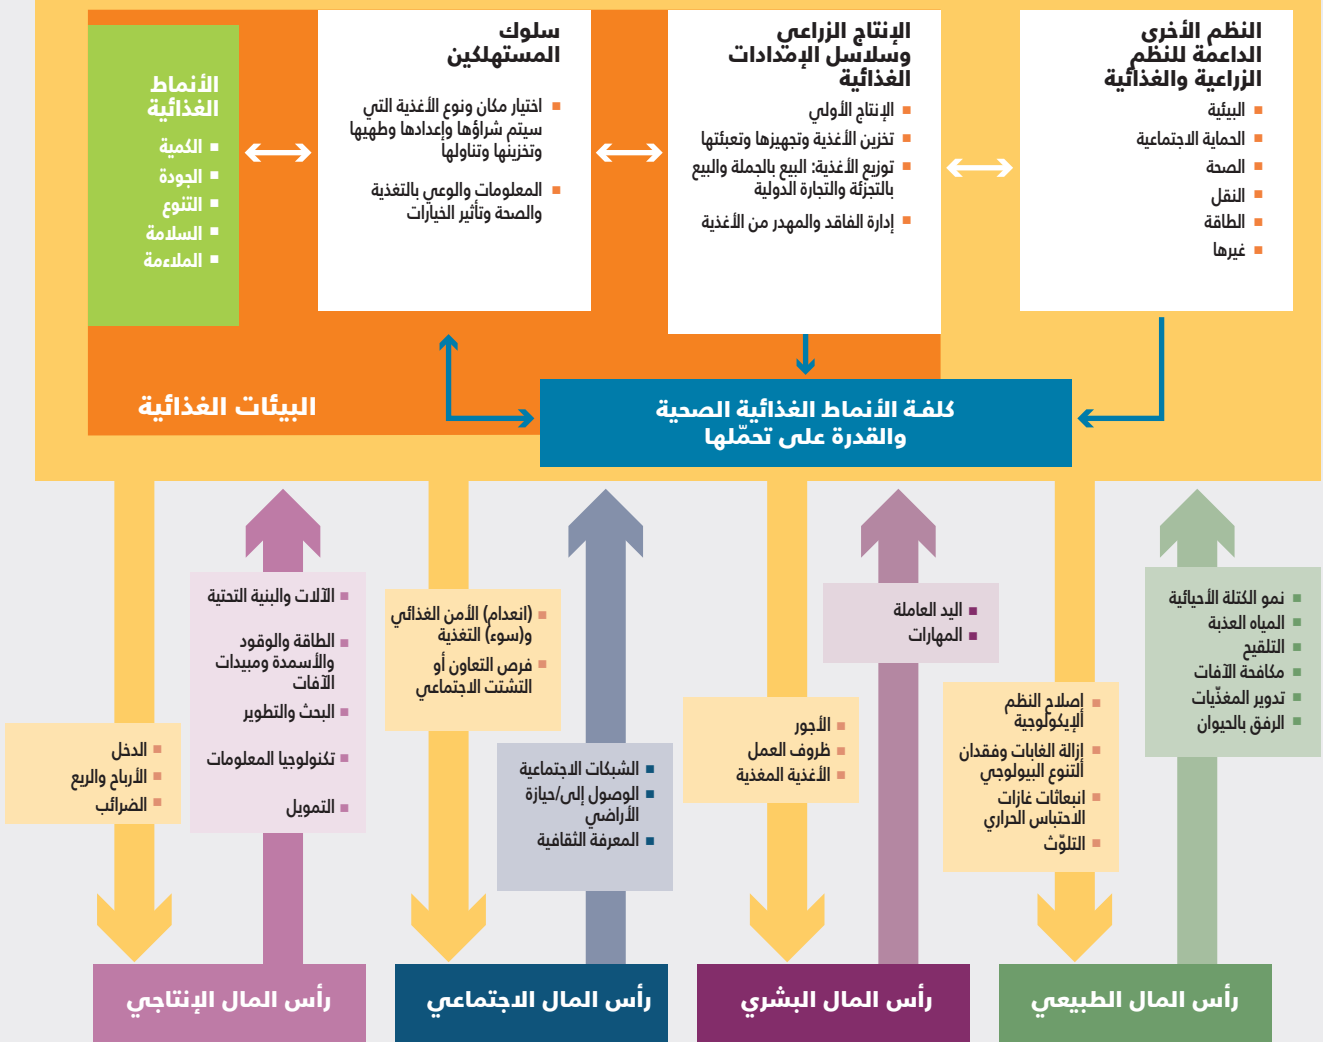 النظم الأخرى
الداعمة للنظم
الزراعية والغذائية
البيئية
الحماية الاجتماعية
الصحة
النقل
الطاقة
غيرها
الإنتاج الزراعي
وسلاسل الإمدادات
الغذائية
الإنتاج الأولي
تخزين الأغذية وتجهيزها وتعبئتها
توزيع الأغذية: البيع بالجملة والبيع
بالتجزئة والتجارة الدولية
إدارة الفاقد والمهدر من الأغذية
سلوك
المستهلكين
اختيار مكان ونوع الأغذية التي
سيتم شراؤها وإعدادها وطهيها
وتخزينها وتناولها
المعلومات والوعي بالتغذية
والصحة وتأثير الخيارات
الأنماط
الغذائية
الكمية
الجودة
التنوع
السلامة
الملاءمة
البيئات الغذائية
كلفة الأنماط الغذائية الصحية
والقدرة على تحمّلها
نمو الكتلة الأحيائية
المياه العذبة
التلقيح
مكافحة الآفات
تدوير المغذّيات
الرفق بالحيوان
إصلاح النظم
الإيكولوجية
إزالة الغابات وفقدان
التنوع البيولوجي
انبعاثات غازات
الاحتباس الحراري
التلوّث
اليد العاملة
المهارات
الأجور
ظروف العمل
الأغذية المغذية
الشبكات الاجتماعية
الوصول إلى/حيازة
الأراضي
المعرفة الثقافية
(انعدام) الأمن الغذائي
و(سوء) التغذية
فرص التعاون أو
التشتت الاجتماعي
الآلات والبنية التحتية
الطاقة والوقود
والأسمدة ومبيدات
الآفات
البحث والتطوير
تكنولوجيا المعلومات
التمويل
الدخل
الأرباح والريع
الضرائب
رأس المال الطبيعي
رأس المال البشري
رأس المال الاجتماعي
رأس المال الإنتاجي